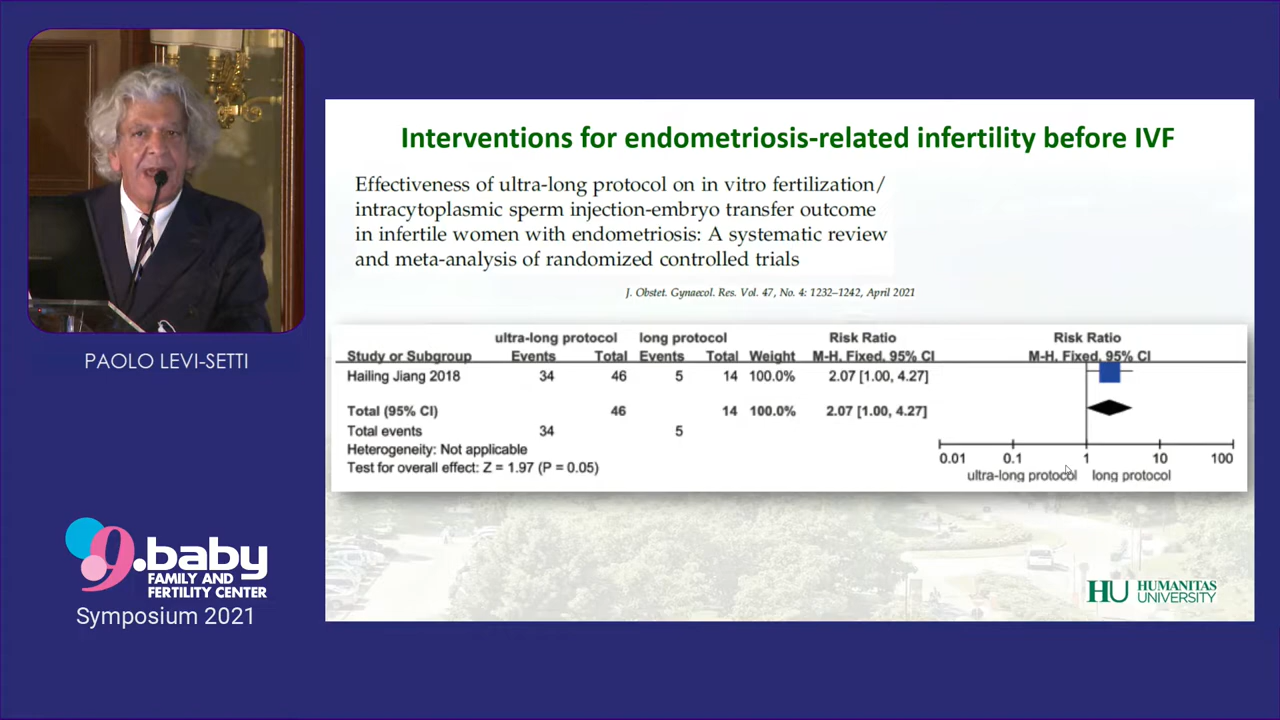 Interventions for endometriosis-related infertility before IVF
Effectiveness of ultra-long protocol on in vitro fertilization/
intracytoplasmic sperm injection-embryo transfer outcome
in infertile women with endometriosis: A systematic review
and meta-analysis of randomized controlled trials
J. Obstet. Gynaecol. Res. Vol. 47, No. 4: 1232–1242, April 2021
ultra-long protocol long protocol Risk Ratio Risk Ratio
Study or Subgroup Events Total Events Total Weight M-H. Fixed. 95% CI M-H. Fixed. 95% CI
Hailing Jiang 2018 34 46 5 14 100.0% 2.07 [1.00, 4.27]
Total (95% CI) 46 14 100.0% 2.07 [1.00, 4.27]
Total events 34 5
Heterogeneity: Not applicable
Test for overall effect: Z = 1.97 (P = 0.05)
0.01 0.1 1 10 100
ultra-long protocol long protocol
HU HUMANITAS
UNIVERSITY
PAOLO LEVI-SETTI
9.baby
FAMILY AND
FERTILITY CENTER
Symposium 2021